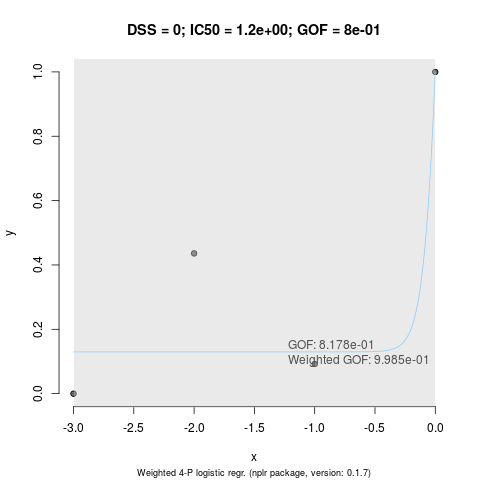 DSS = 0; IC50 = 1.2e+00; GOF = 8e-01
1.0
0.8
0.6
0.4
0.2
0.0
y
GOF: 8.178e-01
Weighted GOF: 9.985e-01
-3.0 -2.5 -2.0 -1.5 -1.0 -0.5 0.0
x
Weighted 4-P logistic regr. (nplr package, version: 0.1.7)